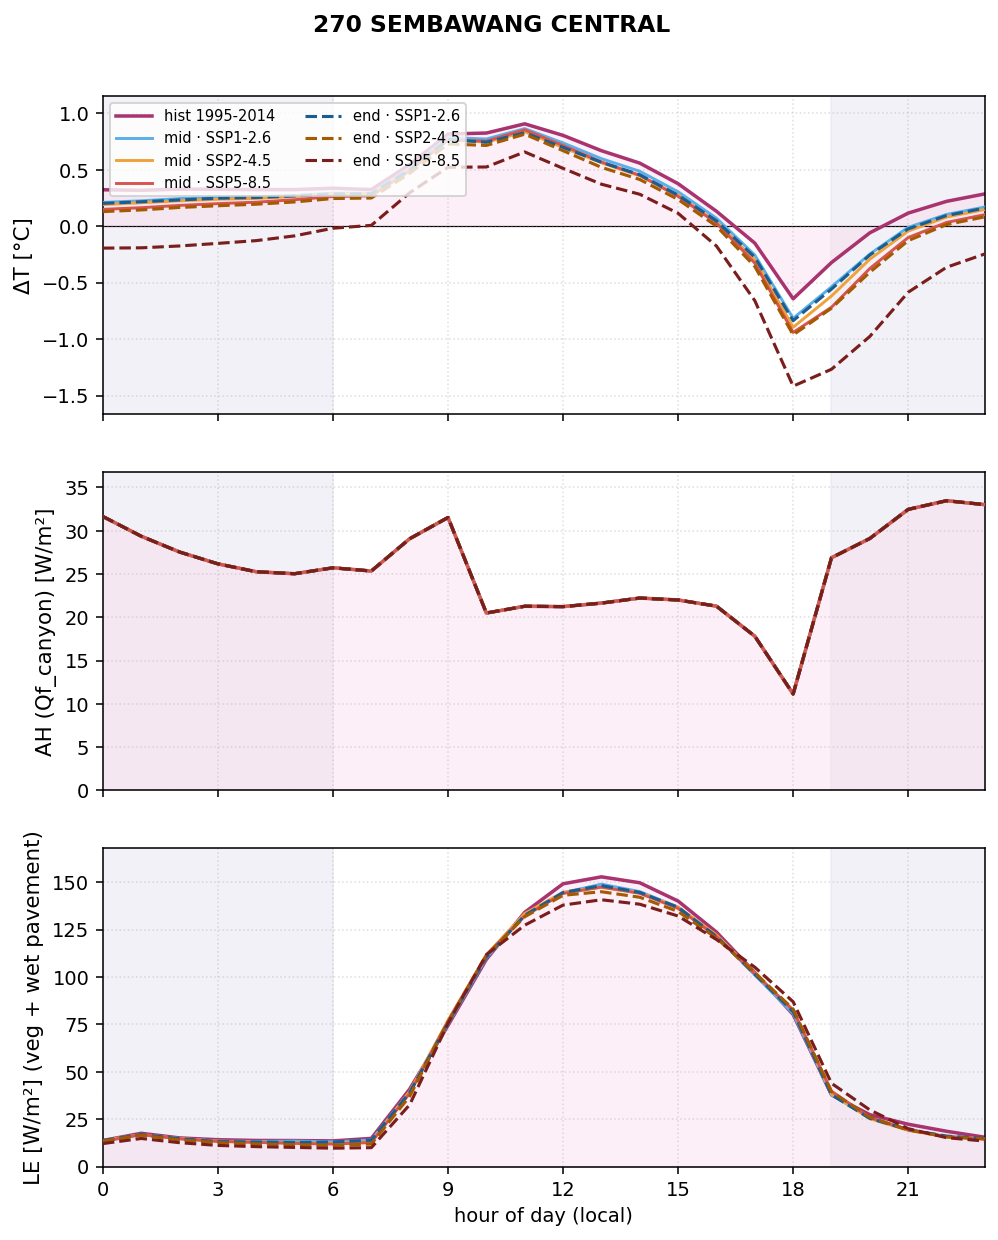 270 SEMBAWANG CENTRAL
ΔT [°C]
1.0
0.5
0.0
−0.5
−1.0
−1.5
hist 1995-2014
mid · SSP1-2.6
mid · SSP2-4.5
mid · SSP5-8.5
end · SSP1-2.6
end · SSP2-4.5
end · SSP5-8.5
AH (Qf_canyon) [W/m²]
35
30
25
20
15
10
5
0
LE [W/m²] (veg + wet pavement)
150
125
100
75
50
25
0
0 3 6 9 12 15 18 21
hour of day (local)